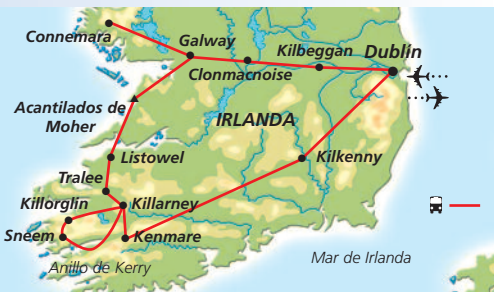 Connemara
Galway
Kilbeggan
Dublin
Clonmacnoise
Acantilados de
Moher
IRLANDA
Listowel
Kilkenny
Tralee
Killorglin
Killarney
Sneem
Kenmare
Anillo de Kerry
Mar de Irlanda